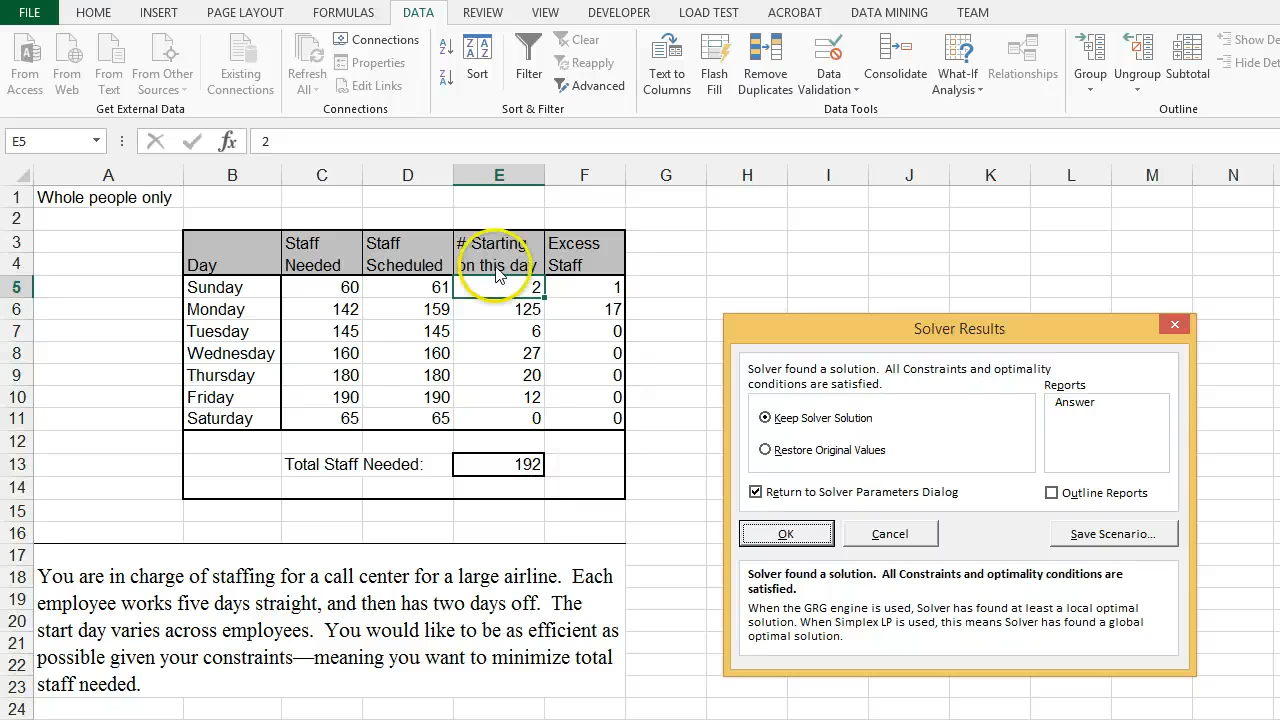 FILE HOME INSERT PAGE LAYOUT FORMULAS DATA REVIEW VIEW DEVELOPER LOAD TEST ACROBAT DATA MINING TEAM
From Access
From Web
From Text
From Other Sources
Existing Connections
Get External Data
Refresh All
Connections
Properties
Edit Links
Connections
Sort
Filter
Clear
Reapply
Advanced
Sort & Filter
Text to Columns
Flash Fill
Remove Duplicates
Data Validation
Consolidate
What-If Analysis
Relationships
Data Tools
Group
Ungroup
Subtotal
Show De
Hide Det
Outline
E5 fx 2
A B C D E F G H I J K L M N
1 Whole people only
2
3 Staff Staff # Starting Excess
4 Day Needed Scheduled on this day Staff
5 Sunday 60 61 2 1
6 Monday 142 159 125 17
7 Tuesday 145 145 6 0
8 Wednesday 160 160 27 0
9 Thursday 180 180 20 0
10 Friday 190 190 12 0
11 Saturday 65 65 0 0
12
13 Total Staff Needed: 192
14
15
16
17
18
19
20
21
22
23
24
You are in charge of staffing for a call center for a large airline. Each
employee works five days straight, and then has two days off. The
start day varies across employees. You would like to be as efficient as
possible given your constraints—meaning you want to minimize total
staff needed.
Solver Results
Solver found a solution. All Constraints and optimality
conditions are satisfied.
Keep Solver Solution
Restore Original Values
Reports
Answer
Return to Solver Parameters Dialog
Outline Reports
OK
Cancel
Save Scenario...
Solver found a solution. All Constraints and optimality conditions are
satisfied.
When the GRG engine is used, Solver has found at least a local optimal
solution. When Simplex LP is used, this means Solver has found a global
optimal solution.